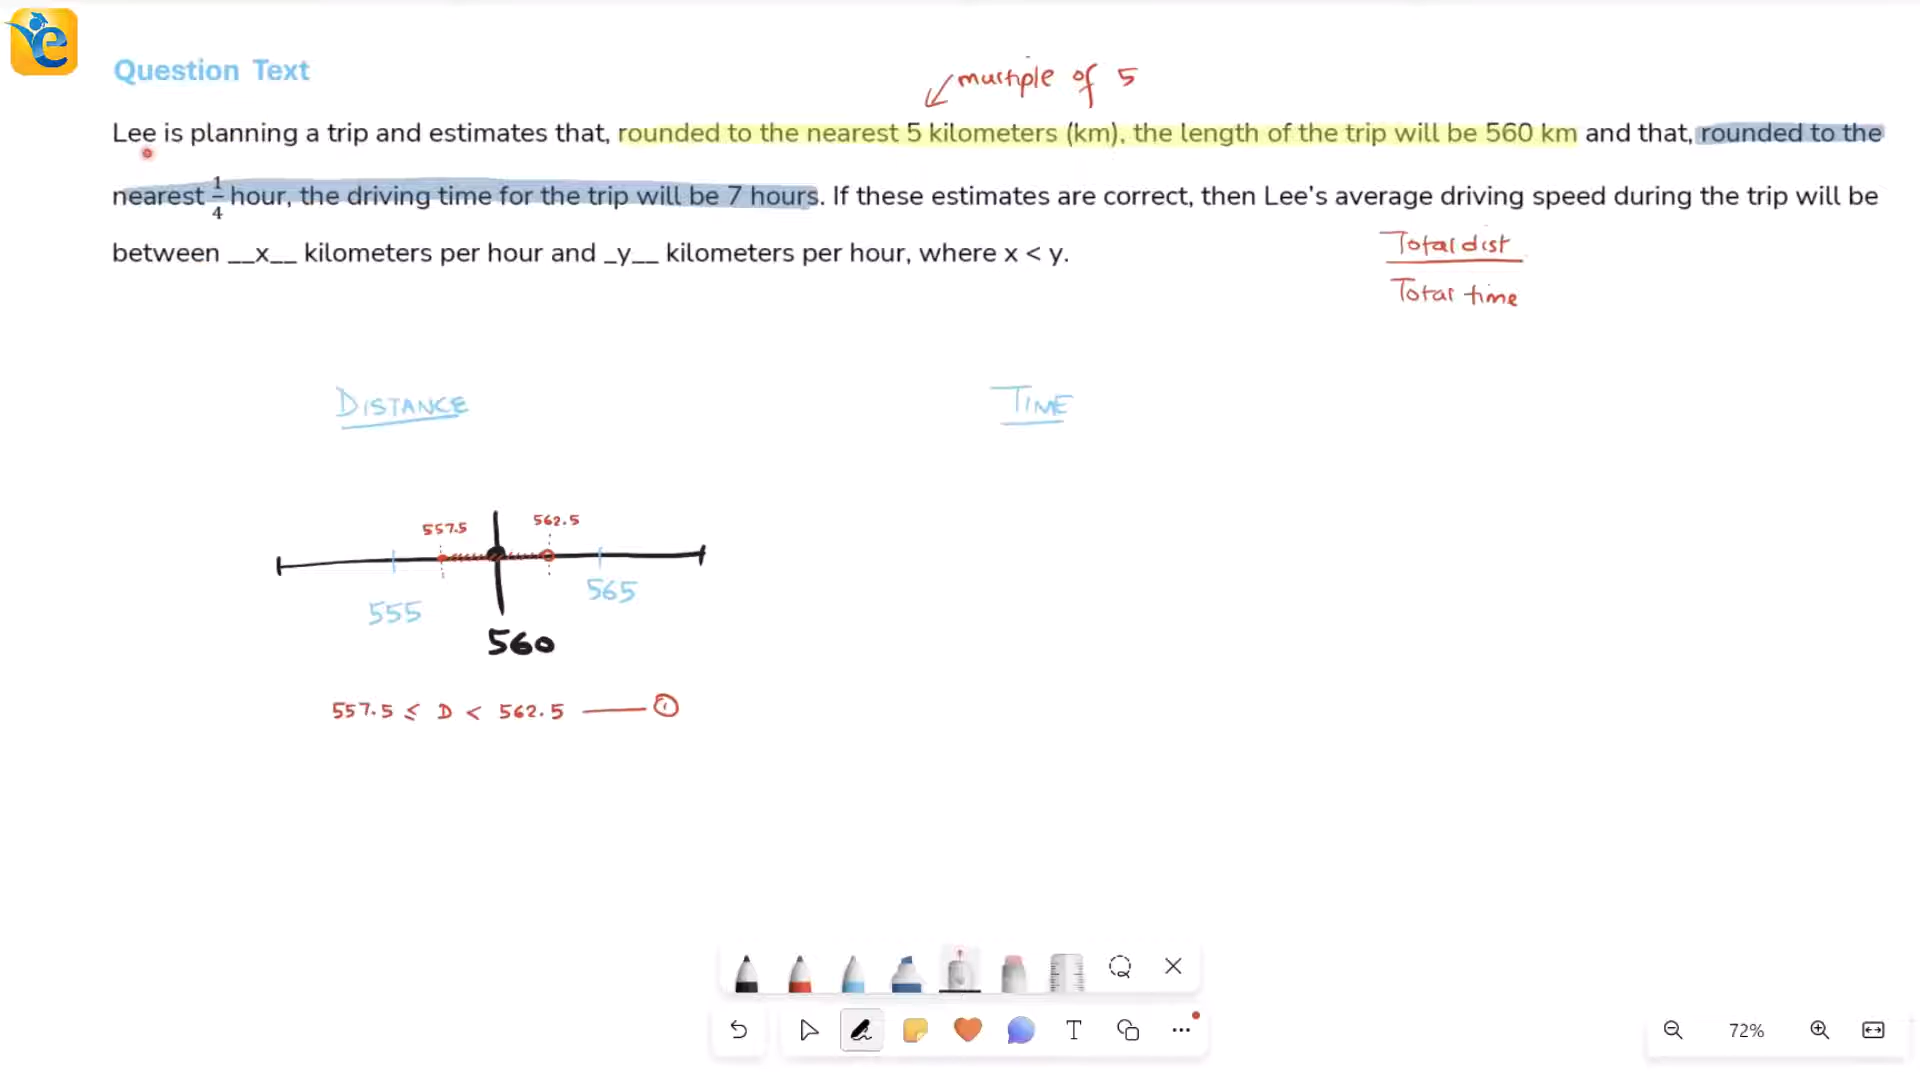 Question Text
multiple of 5
Lee is planning a trip and estimates that, rounded to the nearest 5 kilometers (km), the length of the trip will be 560 km and that, rounded to the
nearest 1/4 hour, the driving time for the trip will be 7 hours. If these estimates are correct, then Lee's average driving speed during the trip will be
between __x__ kilometers per hour and _y__ kilometers per hour, where x < y.
Total dist
Total time
DISTANCE
TIME
557.5
562.5
555
565
560
557.5 ≤ D < 562.5 —— ①
72%